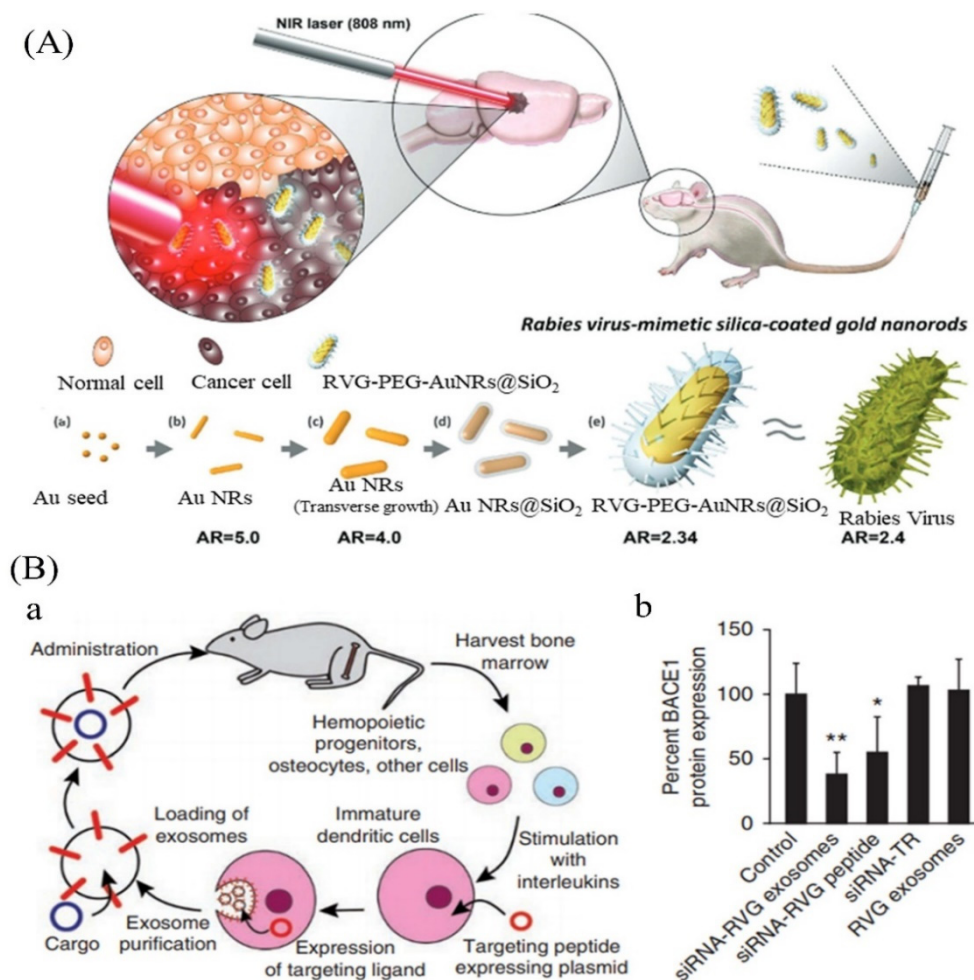 (A)
NIR laser (808 nm)
Rabies virus-mimetic silica-coated gold nanorods
Normal cell
Cancer cell
RVG-PEG-AuNRs@SiO2
(a)
(b)
(c)
(d)
(e)
Au seed
Au NRs
Au NRs
(Transverse growth)
Au NRs@SiO2
RVG-PEG-AuNRs@SiO2
Rabies Virus
AR=5.0
AR=4.0
AR=2.34
AR=2.4
(B)
a
Administration
Harvest bone
marrow
Hemopoietic
progenitors,
osteocytes, other cells
Loading of
exosomes
Immature
dendritic cells
Stimulation with
interleukins
Cargo
Exosome
purification
Expression
of targeting ligand
Targeting peptide
expressing plasmid
b
Percent BACE1
protein expression
150
100
50
0
**
*
Control
siRNA-RVG exosomes
siRNA-RVG peptide
siRNA-TR
RVG exosomes